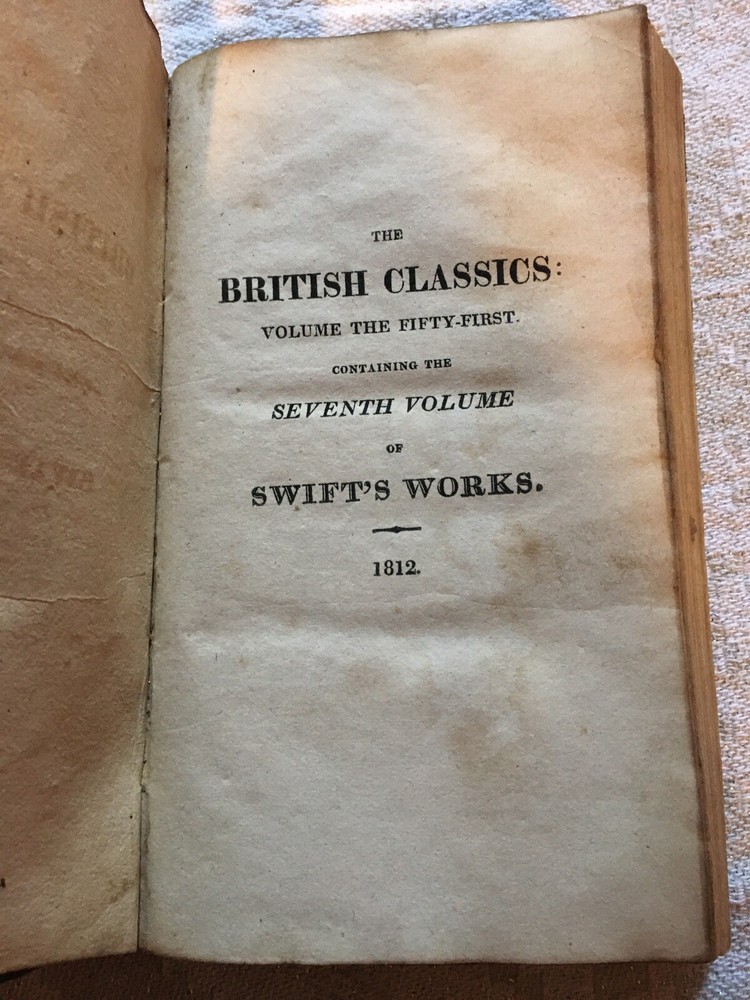 THE
BRITISH CLASSICS:
VOLUME THE FIFTY-FIRST.
CONTAINING THE
SEVENTH VOLUME
OF
SWIFT'S WORKS.
1812.